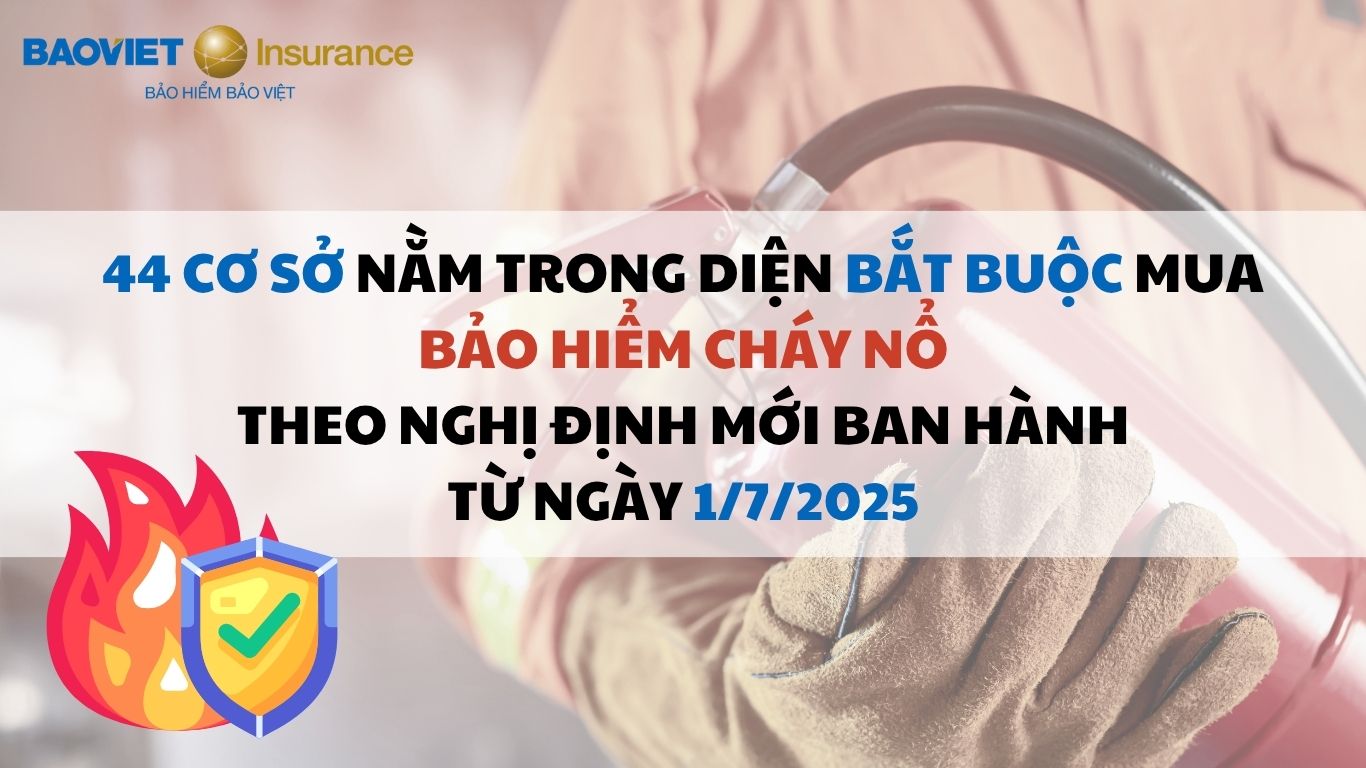 BAOVIET Insurance
BẢO HIỂM BẢO VIỆT
44 CƠ SỞ NẰM TRONG DIỆN BẮT BUỘC MUA
BẢO HIỂM CHÁY NỔ
THEO NGHỊ ĐỊNH MỚI BAN HÀNH
TỪ NGÀY 1/7/2025